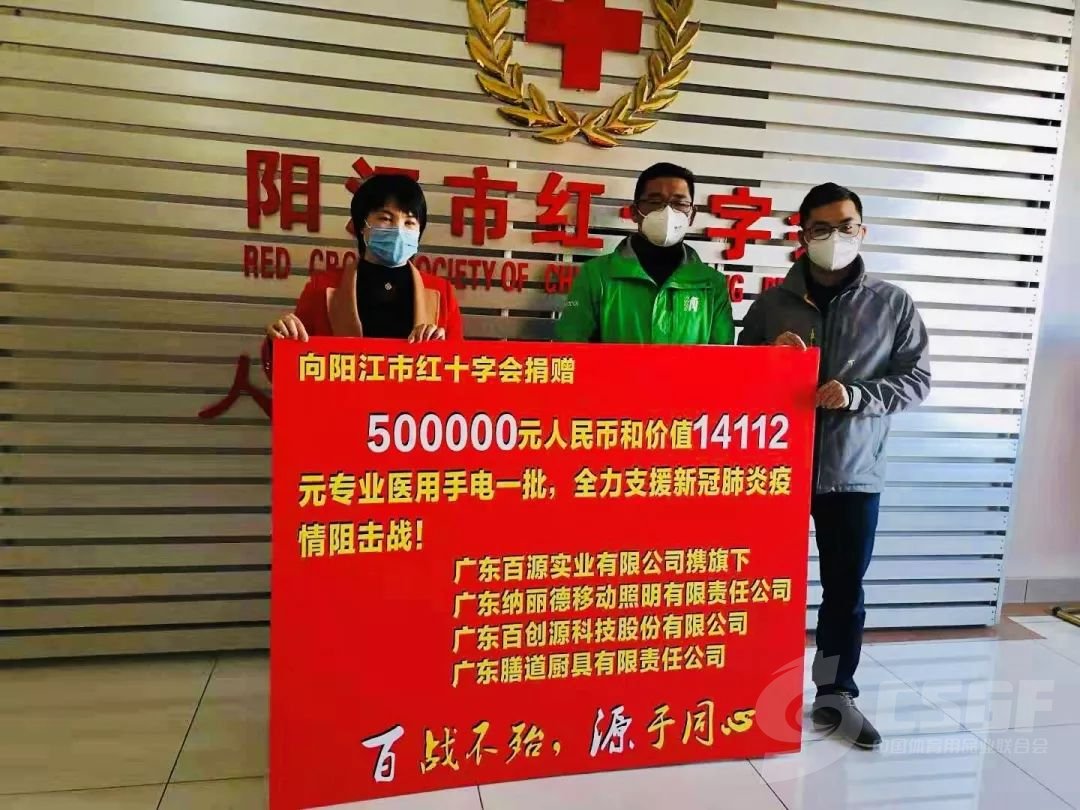 阳江市红十字
RED CROSS SOCIETY OF
人
向阳江市红十字会捐赠
500000元人民币和价值14112
元专业医用手电一批，全力支援新冠肺炎疫
情阻击战！
广东百源实业有限公司携旗下
广东纳丽德移动照明有限责任公司
广东百创源科技股份有限公司
广东膳道厨具有限责任公司
百战不殆，源于同心
CSGF
中国体育用品业联合会